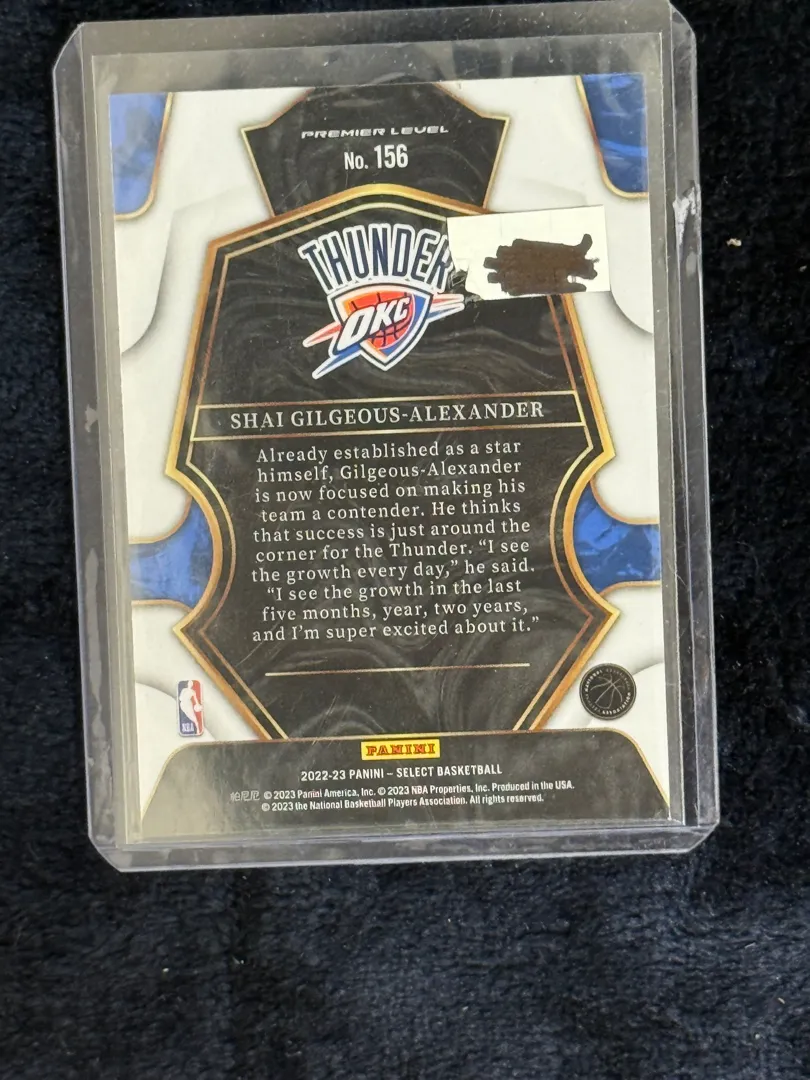 PREMIER LEVEL
No. 156
THUNDER
OKC
SHAI GILGEOUS-ALEXANDER
Already established as a star
himself, Gilgeous-Alexander
is now focused on making his
team a contender. He thinks
that success is just around the
corner for the Thunder. “I see
the growth every day,” he said.
“I see the growth in the last
five months, year, two years,
and I’m super excited about it.”
NBA
PANINI
2022-23 PANINI – SELECT BASKETBALL
帕尼尼 © 2023 Panini America, Inc. © 2023 NBA Properties, Inc. Produced in the USA.
© 2023 the National Basketball Players Association. All rights reserved.